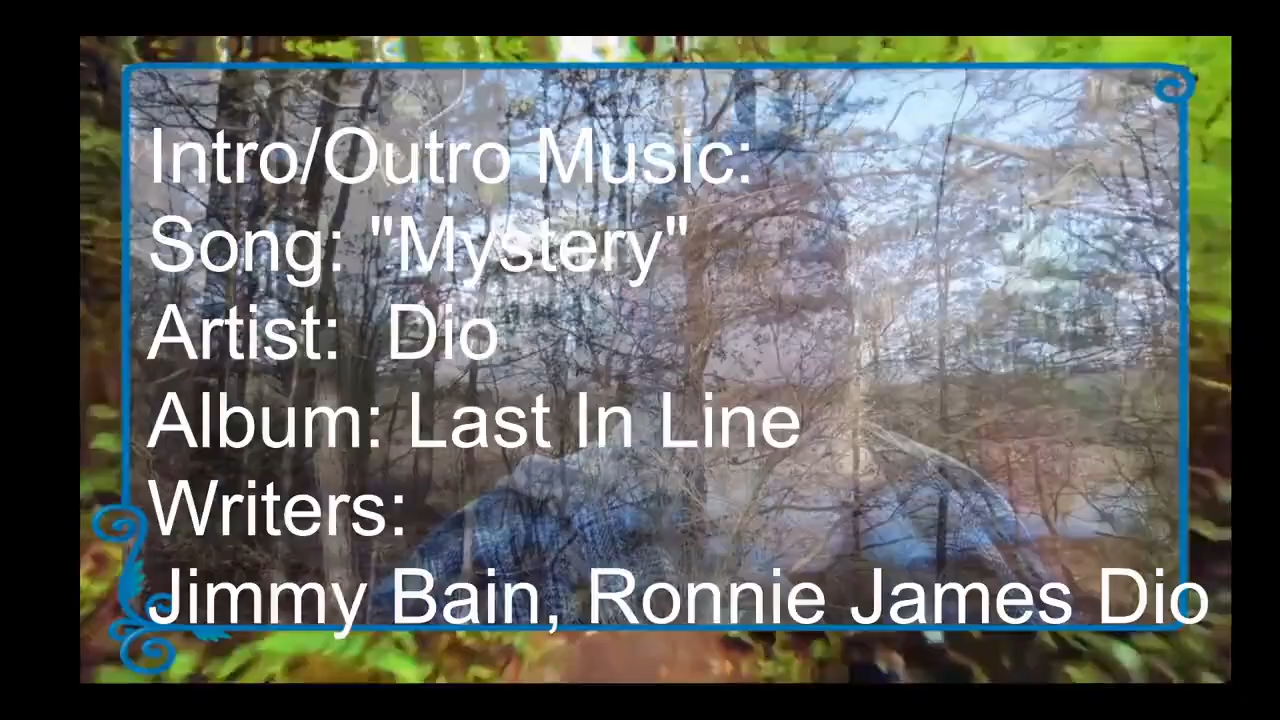 Intro/Outro Music:
Song: "Mystery"
Artist:  Dio
Album: Last In Line
Writers:
Jimmy Bain, Ronnie James Dio